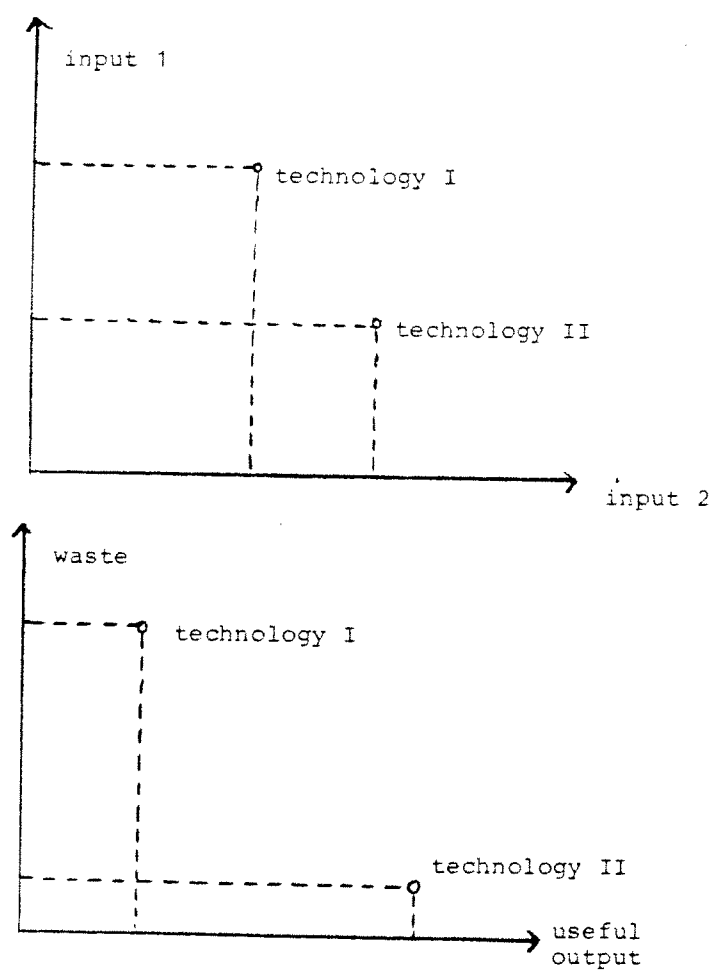 input 1
technology I
technology II
input 2
waste
technology I
technology II
useful
output